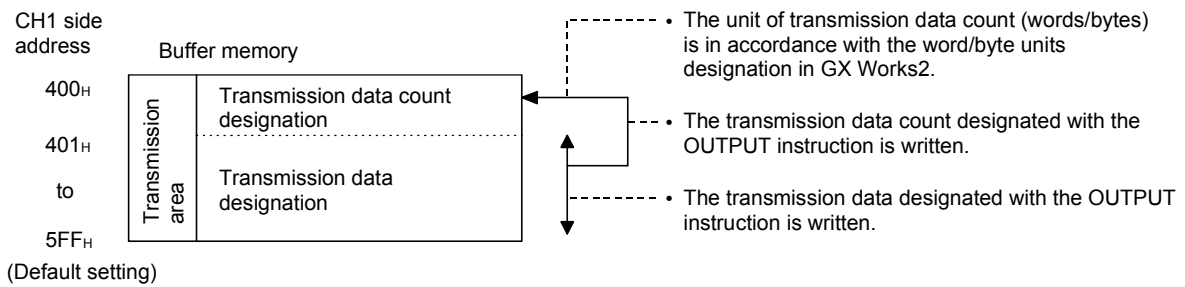 CH1 side
address
Buffer memory
400H
401H
to
5FFH
(Default setting)
Transmission
area
Transmission data count
designation
Transmission data
designation
• The unit of transmission data count (words/bytes)
is in accordance with the word/byte units
designation in GX Works2.
• The transmission data count designated with the
OUTPUT instruction is written.
• The transmission data designated with the OUTPUT
instruction is written.